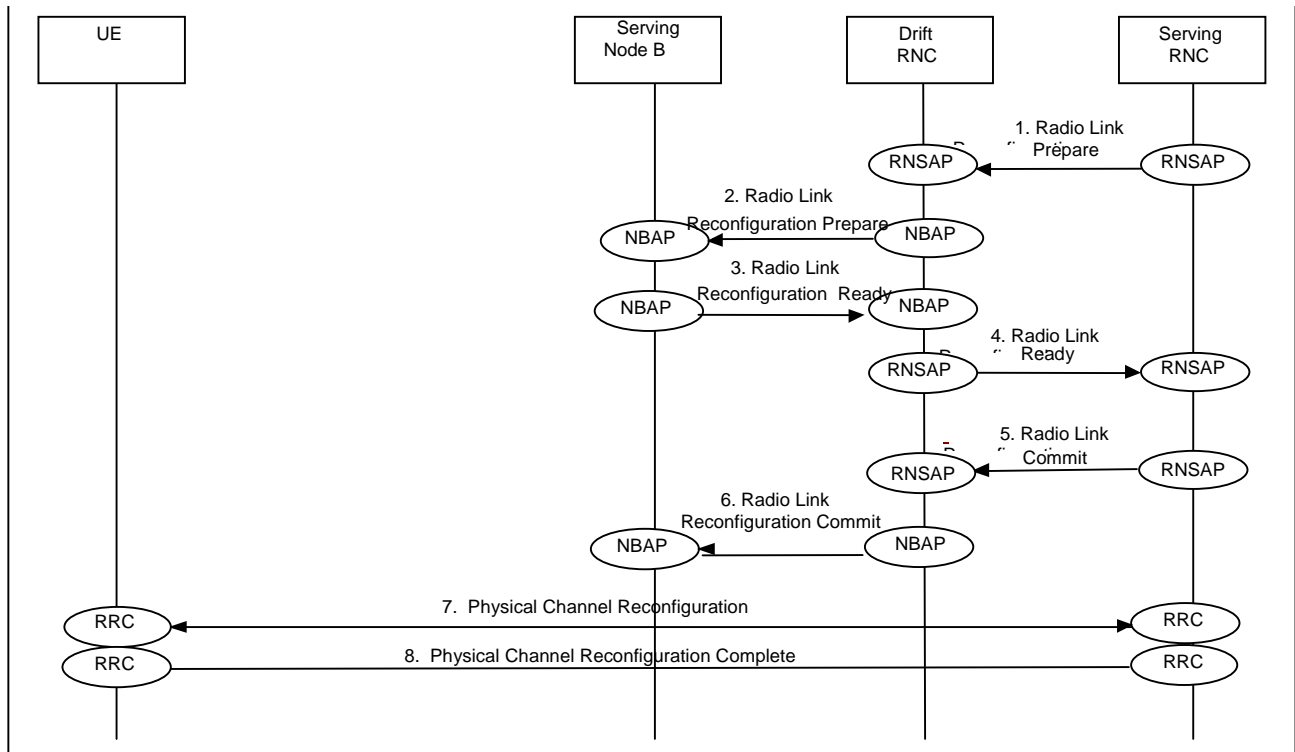 UE
Serving
Node B
Drift
RNC
Serving
RNC
1. Radio Link
Prepare
RNSAP
RNSAP
2. Radio Link
Reconfiguration Prepare
NBAP
NBAP
3. Radio Link
Reconfiguration Ready
NBAP
NBAP
4. Radio Link
Ready
RNSAP
RNSAP
5. Radio Link
Commit
RNSAP
RNSAP
6. Radio Link
Reconfiguration Commit
NBAP
NBAP
7. Physical Channel Reconfiguration
RRC
RRC
8. Physical Channel Reconfiguration Complete
RRC
RRC